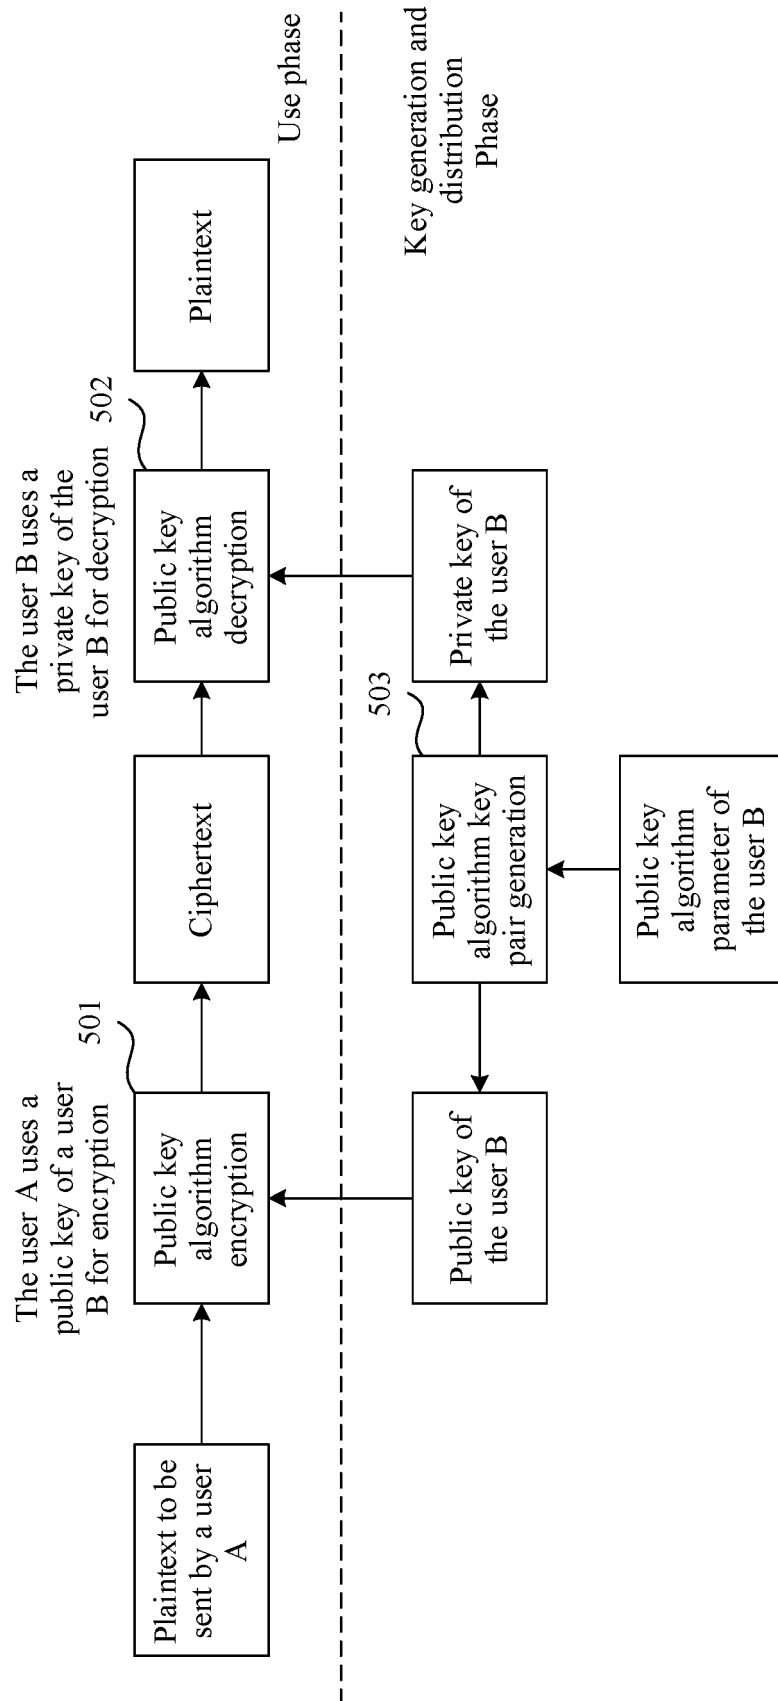 The user A uses a
public key of a user
B for encryption
The user B uses a
private key of the
user B for decryption
501
502
Plaintext to be
sent by a user
A
Public key
algorithm
encryption
Ciphertext
Public key
algorithm
decryption
Plaintext
Use phase
Key generation and
distribution
Phase
503
Public key of
the user B
Public key
algorithm key
pair generation
Private key of
the user B
Public key
algorithm
parameter of
the user B